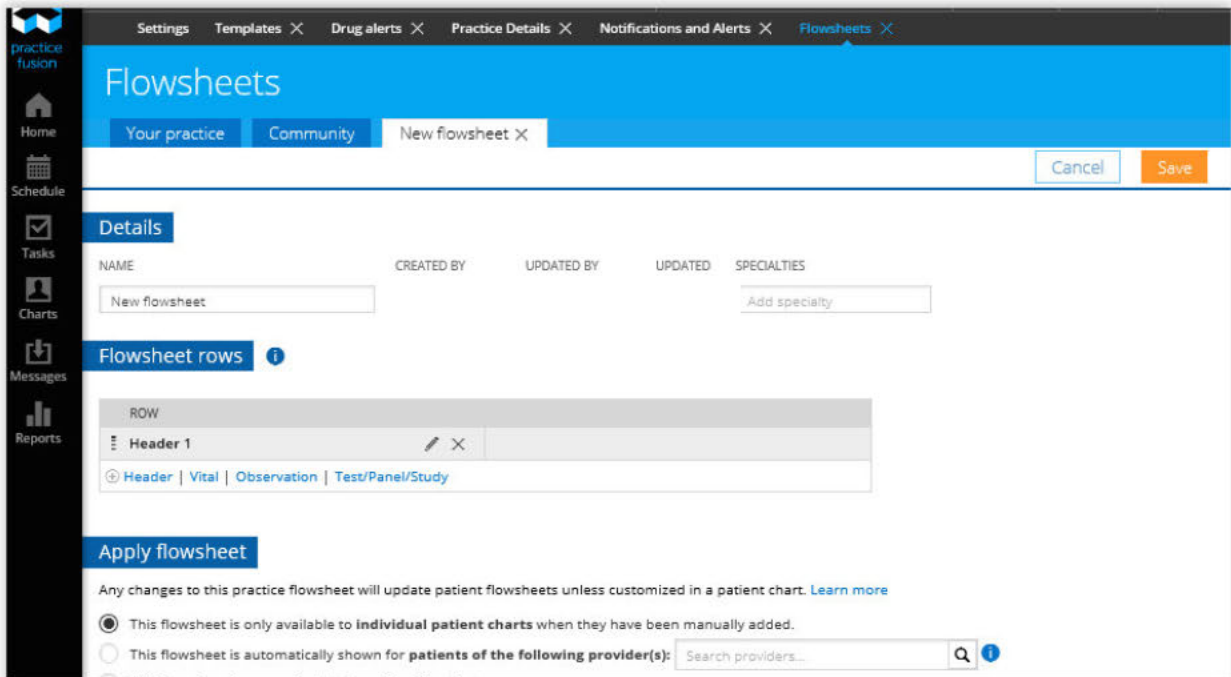 Settings Templates Drug alerts Practice Details Notifications and Alerts Flowsheets
practice
fusion
Flowsheets
Home
Your practice Community New flowsheet
Cancel Save
Schedule
Details
Tasks
NAME CREATED BY UPDATED BY UPDATED SPECIALTIES
New flowsheet Add specialty
Charts
Flowsheet rows
Messages
ROW
Reports
Header 1
Header | Vital | Observation | Test/Panel/Study
Apply flowsheet
Any changes to this practice flowsheet will update patient flowsheets unless customized in a patient chart. Learn more
This flowsheet is only available to individual patient charts when they have been manually added.
This flowsheet is automatically shown for patients of the following provider(s): Search providers...